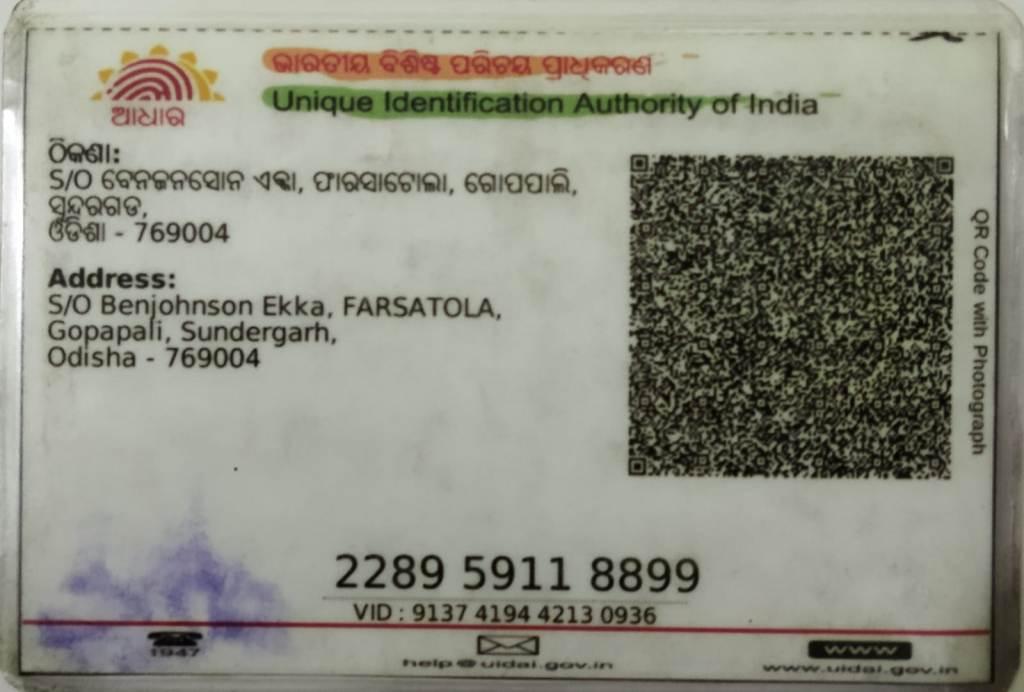 ଭାରତୀୟ ବିଶିଷ୍ଟ ପରିଚୟ ପ୍ରାଧିକରଣ
Unique Identification Authority of India
ଆଧାର
ଠିକଣା:
S/O ବେନଜନସୋନ ଏକ୍କା, ଫାରସାଟୋଲା, ଗୋପପାଲି,
ସୁନ୍ଦରଗଡ,
ଓଡିଶା - 769004
Address:
S/O Benjohnson Ekka, FARSATOLA,
Gopapali, Sundergarh,
Odisha - 769004
QR Code with Photograph
2289 5911 8899
VID : 9137 4194 4213 0936
1947
help@uidai.gov.in
www
www.uidai.gov.in